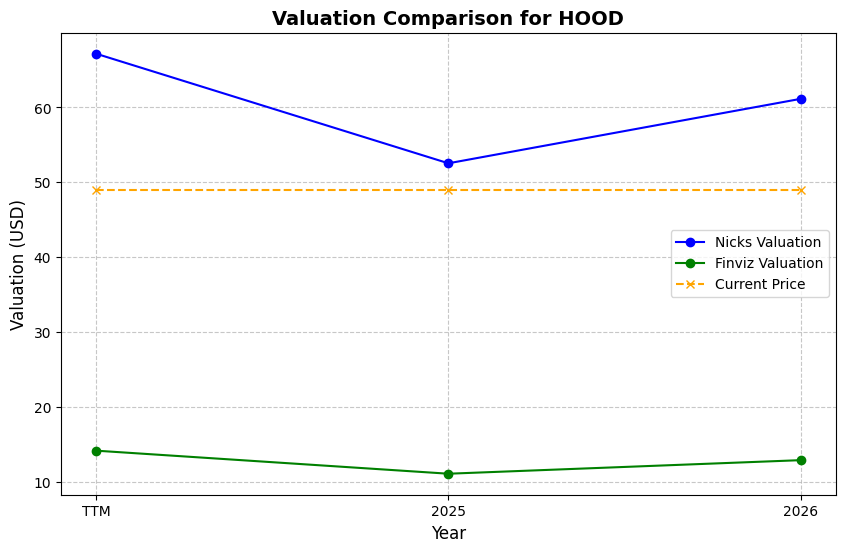 Valuation Comparison for HOOD
Valuation (USD)
60
50
40
30
20
10
Nicks Valuation
Finviz Valuation
Current Price
TTM
2025
2026
Year